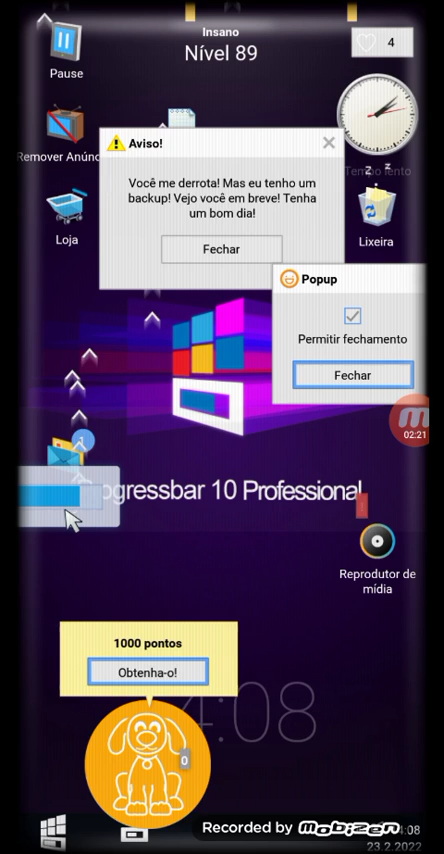 Insano
Nível 89
4
Pause
Remover Anúnc
Aviso!
Você me derrota! Mas eu tenho um
backup! Vejo você em breve! Tenha
um bom dia!
Fechar
Tempo lento
z z
Loja
Lixeira
Popup
Permitir fechamento
Fechar
02:21
1
ogressbar 10 Professional
Reprodutor de
mídia
1000 pontos
Obtenha-o!
4:08
0
Recorded by Mobizen
4:08
23.2.2022